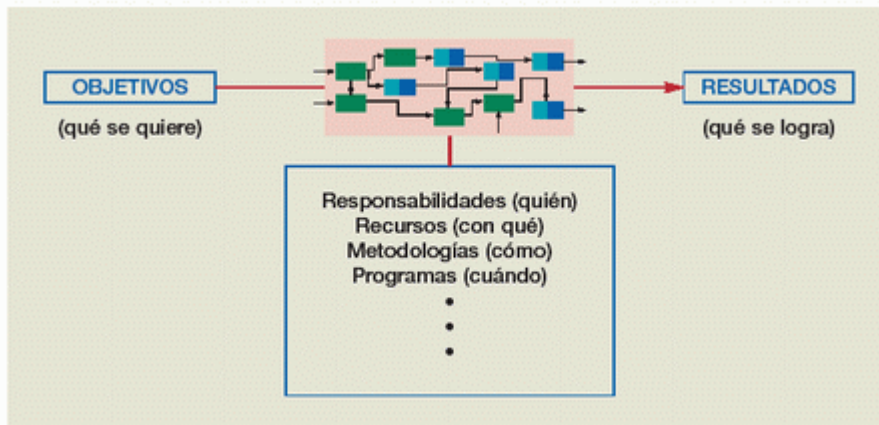 OBJETIVOS
(qué se quiere)
RESULTADOS
(qué se logra)
Responsabilidades (quién)
Recursos (con qué)
Metodologías (cómo)
Programas (cuándo)
•
•
•